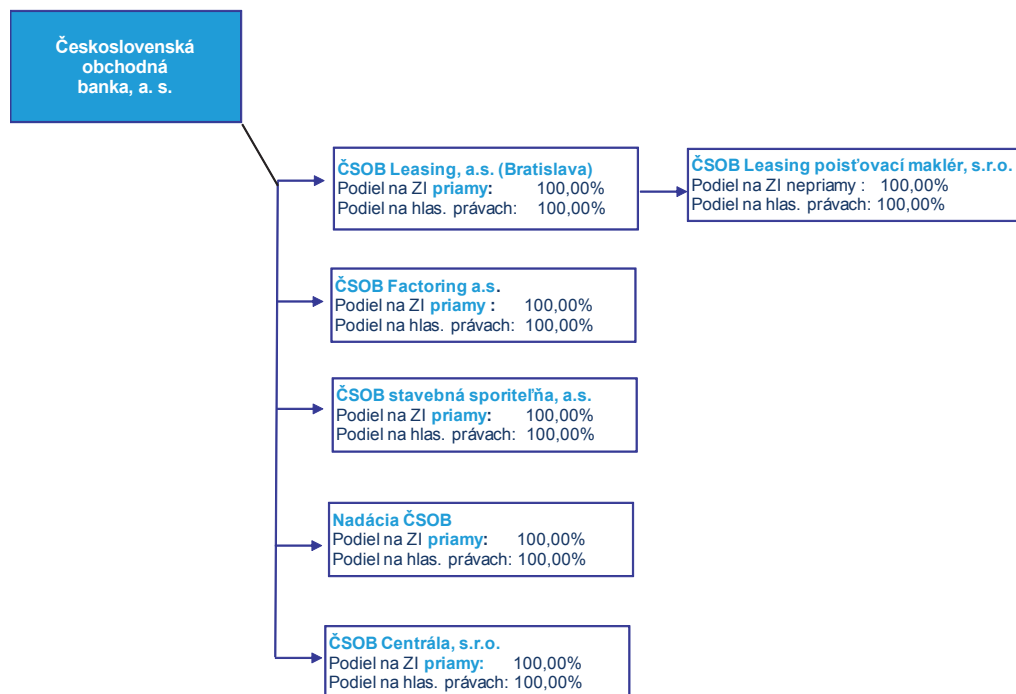 Československá
obchodná
banka, a. s.
ČSOB Leasing, a.s. (Bratislava)
Podiel na ZI priamy: 100,00%
Podiel na hlas. právach: 100,00%
ČSOB Leasing poisťovací maklér, s.r.o.
Podiel na ZI nepriamy : 100,00%
Podiel na hlas. právach: 100,00%
ČSOB Factoring a.s.
Podiel na ZI priamy : 100,00%
Podiel na hlas. právach: 100,00%
ČSOB stavebná sporiteľňa, a.s.
Podiel na ZI priamy: 100,00%
Podiel na hlas. právach: 100,00%
Nadácia ČSOB
Podiel na ZI priamy: 100,00%
Podiel na hlas. právach: 100,00%
ČSOB Centrála, s.r.o.
Podiel na ZI priamy: 100,00%
Podiel na hlas. právach: 100,00%